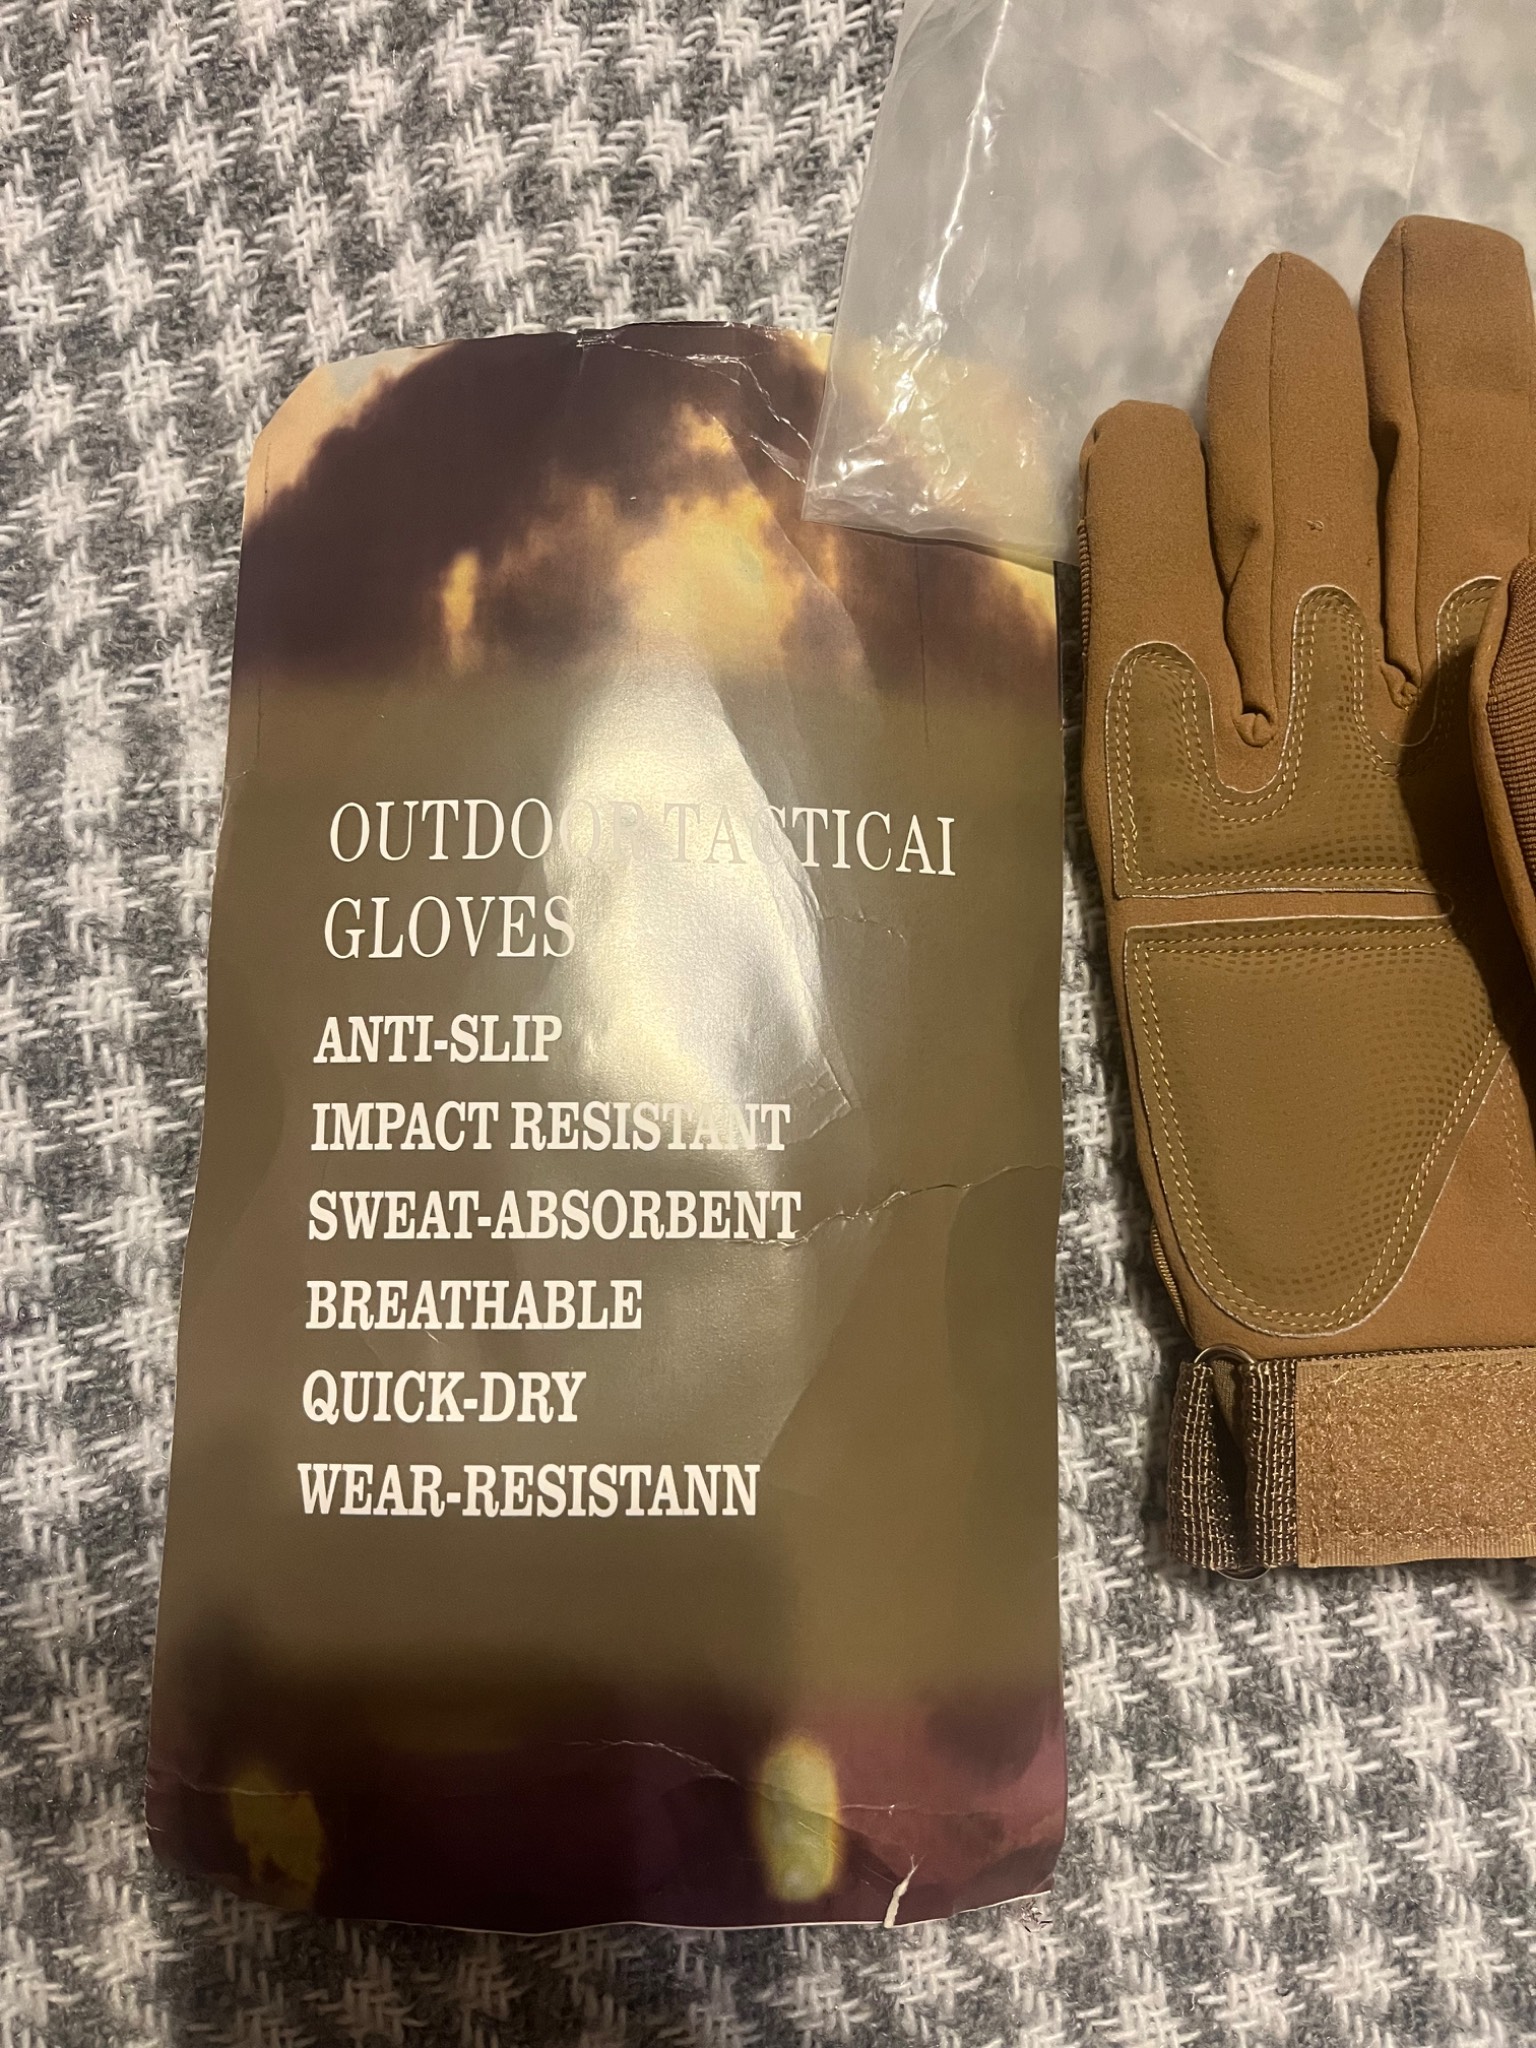 OUTDOOR TACTICAI
GLOVES
ANTI-SLIP
IMPACT RESISTANT
SWEAT-ABSORBENT
BREATHABLE
QUICK-DRY
WEAR-RESISTANN